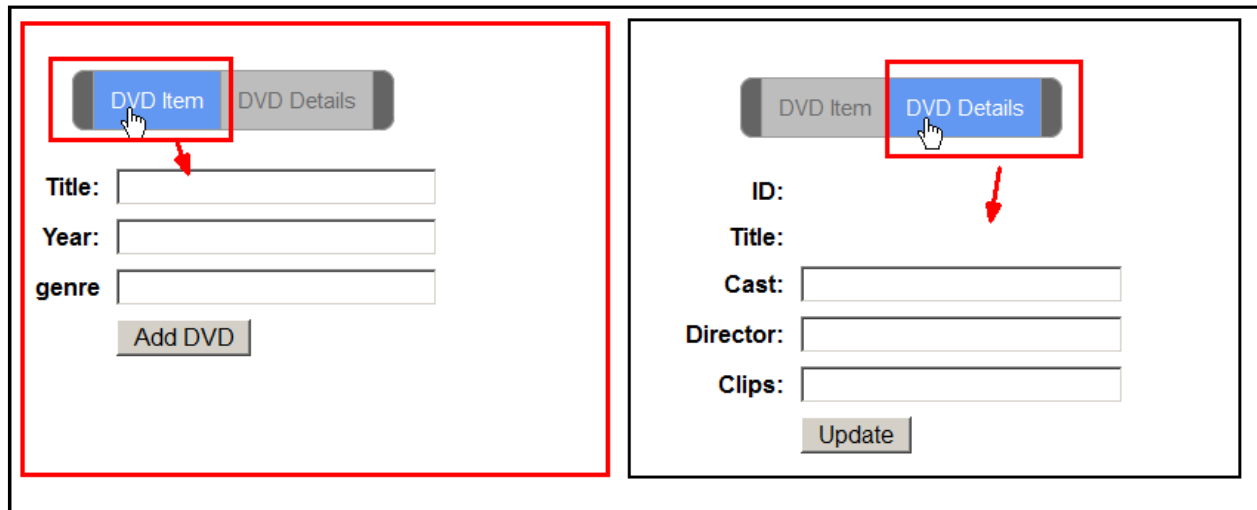 DVD Item DVD Details
Title:
Year:
genre
Add DVD
DVD Item DVD Details
ID:
Title:
Cast:
Director:
Clips:
Update